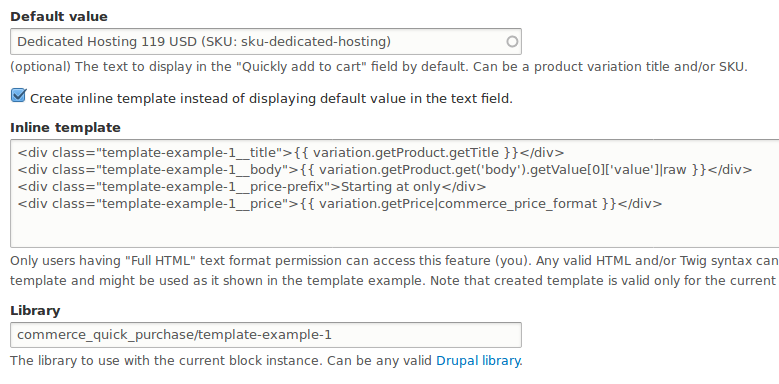 Default value
Dedicated Hosting 119 USD (SKU: sku-dedicated-hosting)
(optional) The text to display in the "Quickly add to cart" field by default. Can be a product variation title and/or SKU.
Create inline template instead of displaying default value in the text field.
Inline template
<div class="template-example-1__title">{{ variation.getProduct.getTitle }}</div>
<div class="template-example-1__body">{{ variation.getProduct.get('body').getValue[0]['value']|raw }}</div>
<div class="template-example-1__price-prefix">Starting at only</div>
<div class="template-example-1__price">{{ variation.getPrice|commerce_price_format }}</div>
Only users having "Full HTML" text format permission can access this feature (you). Any valid HTML and/or Twig syntax can
template and might be used as it shown in the template example. Note that created template is valid only for the current
Library
commerce_quick_purchase/template-example-1
The library to use with the current block instance. Can be any valid Drupal library.